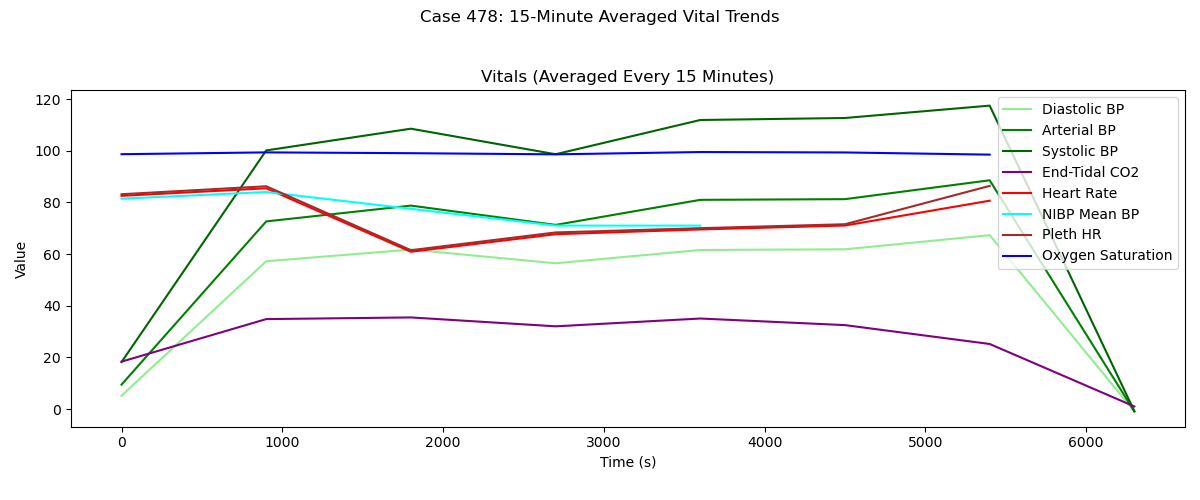 Case 478: 15-Minute Averaged Vital Trends
Vitals (Averaged Every 15 Minutes)
120
100
80
60
40
20
0
Value
Diastolic BP
Arterial BP
Systolic BP
End-Tidal CO2
Heart Rate
NIBP Mean BP
Pleth HR
Oxygen Saturation
0 1000 2000 3000 4000 5000 6000
Time (s)